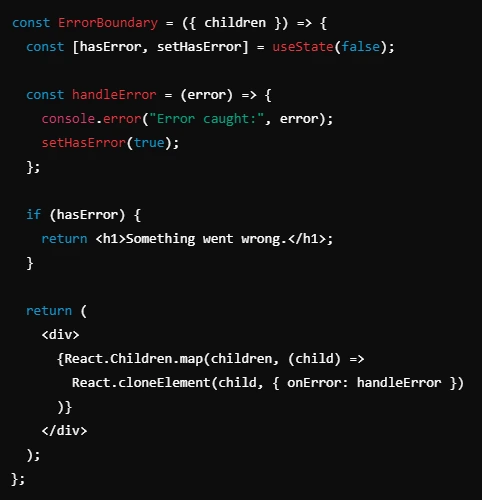 const ErrorBoundary = ({ children }) => {
  const [hasError, setHasError] = useState(false);

  const handleError = (error) => {
    console.error("Error caught:", error);
    setHasError(true);
  };

  if (hasError) {
    return <h1>Something went wrong.</h1>;
  }

  return (
    <div>
      {React.Children.map(children, (child) =>
        React.cloneElement(child, { onError: handleError })
      )}
    </div>
  );
};